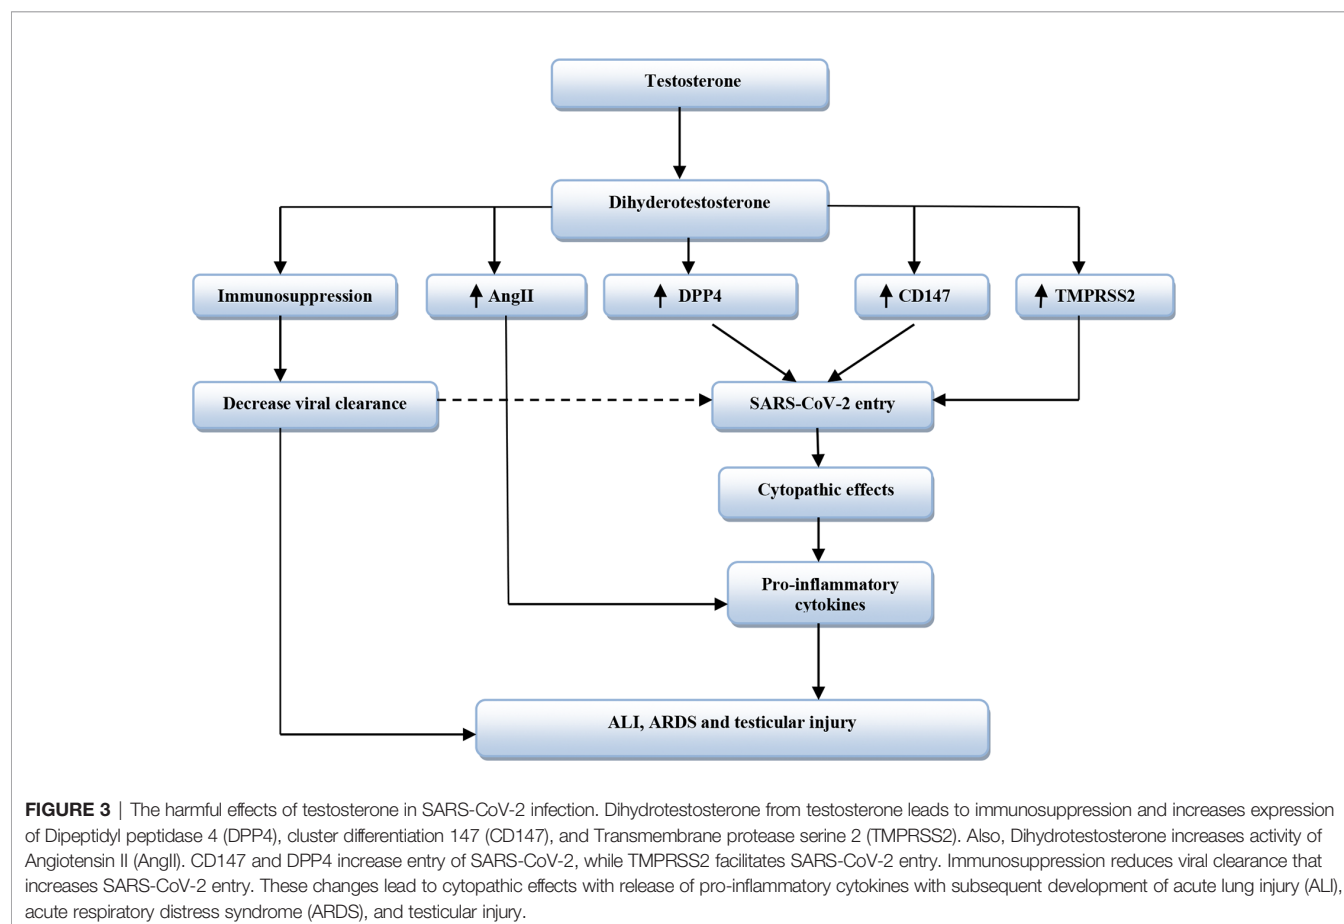 Testosterone
Dihyderotestosterone
Immunosuppression
AngII
DPP4
CD147
TMPRSS2
Decrease viral clearance
SARS-CoV-2 entry
Cytopathic effects
Pro-inflammatory
cytokines
ALI, ARDS and testicular injury
FIGURE 3 | The harmful effects of testosterone in SARS-CoV-2 infection. Dihydrotestosterone from testosterone leads to immunosuppression and increases expression
of Dipeptidyl peptidase 4 (DPP4), cluster differentiation 147 (CD147), and Transmembrane protease serine 2 (TMPRSS2). Also, Dihydrotestosterone increases activity of
Angiotensin II (AngII). CD147 and DPP4 increase entry of SARS-CoV-2, while TMPRSS2 facilitates SARS-CoV-2 entry. Immunosuppression reduces viral clearance that
increases SARS-CoV-2 entry. These changes lead to cytopathic effects with release of pro-inflammatory cytokines with subsequent development of acute lung injury (ALI),
acute respiratory distress syndrome (ARDS), and testicular injury.